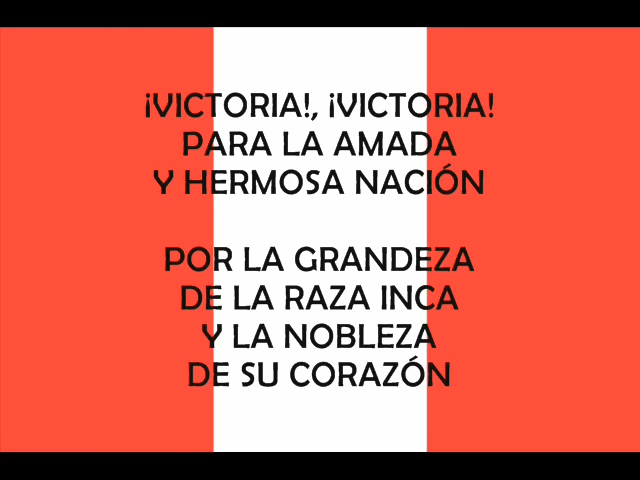 ¡VICTORIA!, ¡VICTORIA!
PARA LA AMADA
Y HERMOSA NACIÓN
POR LA GRANDEZA
DE LA RAZA INCA
Y LA NOBLEZA
DE SU CORAZÓN